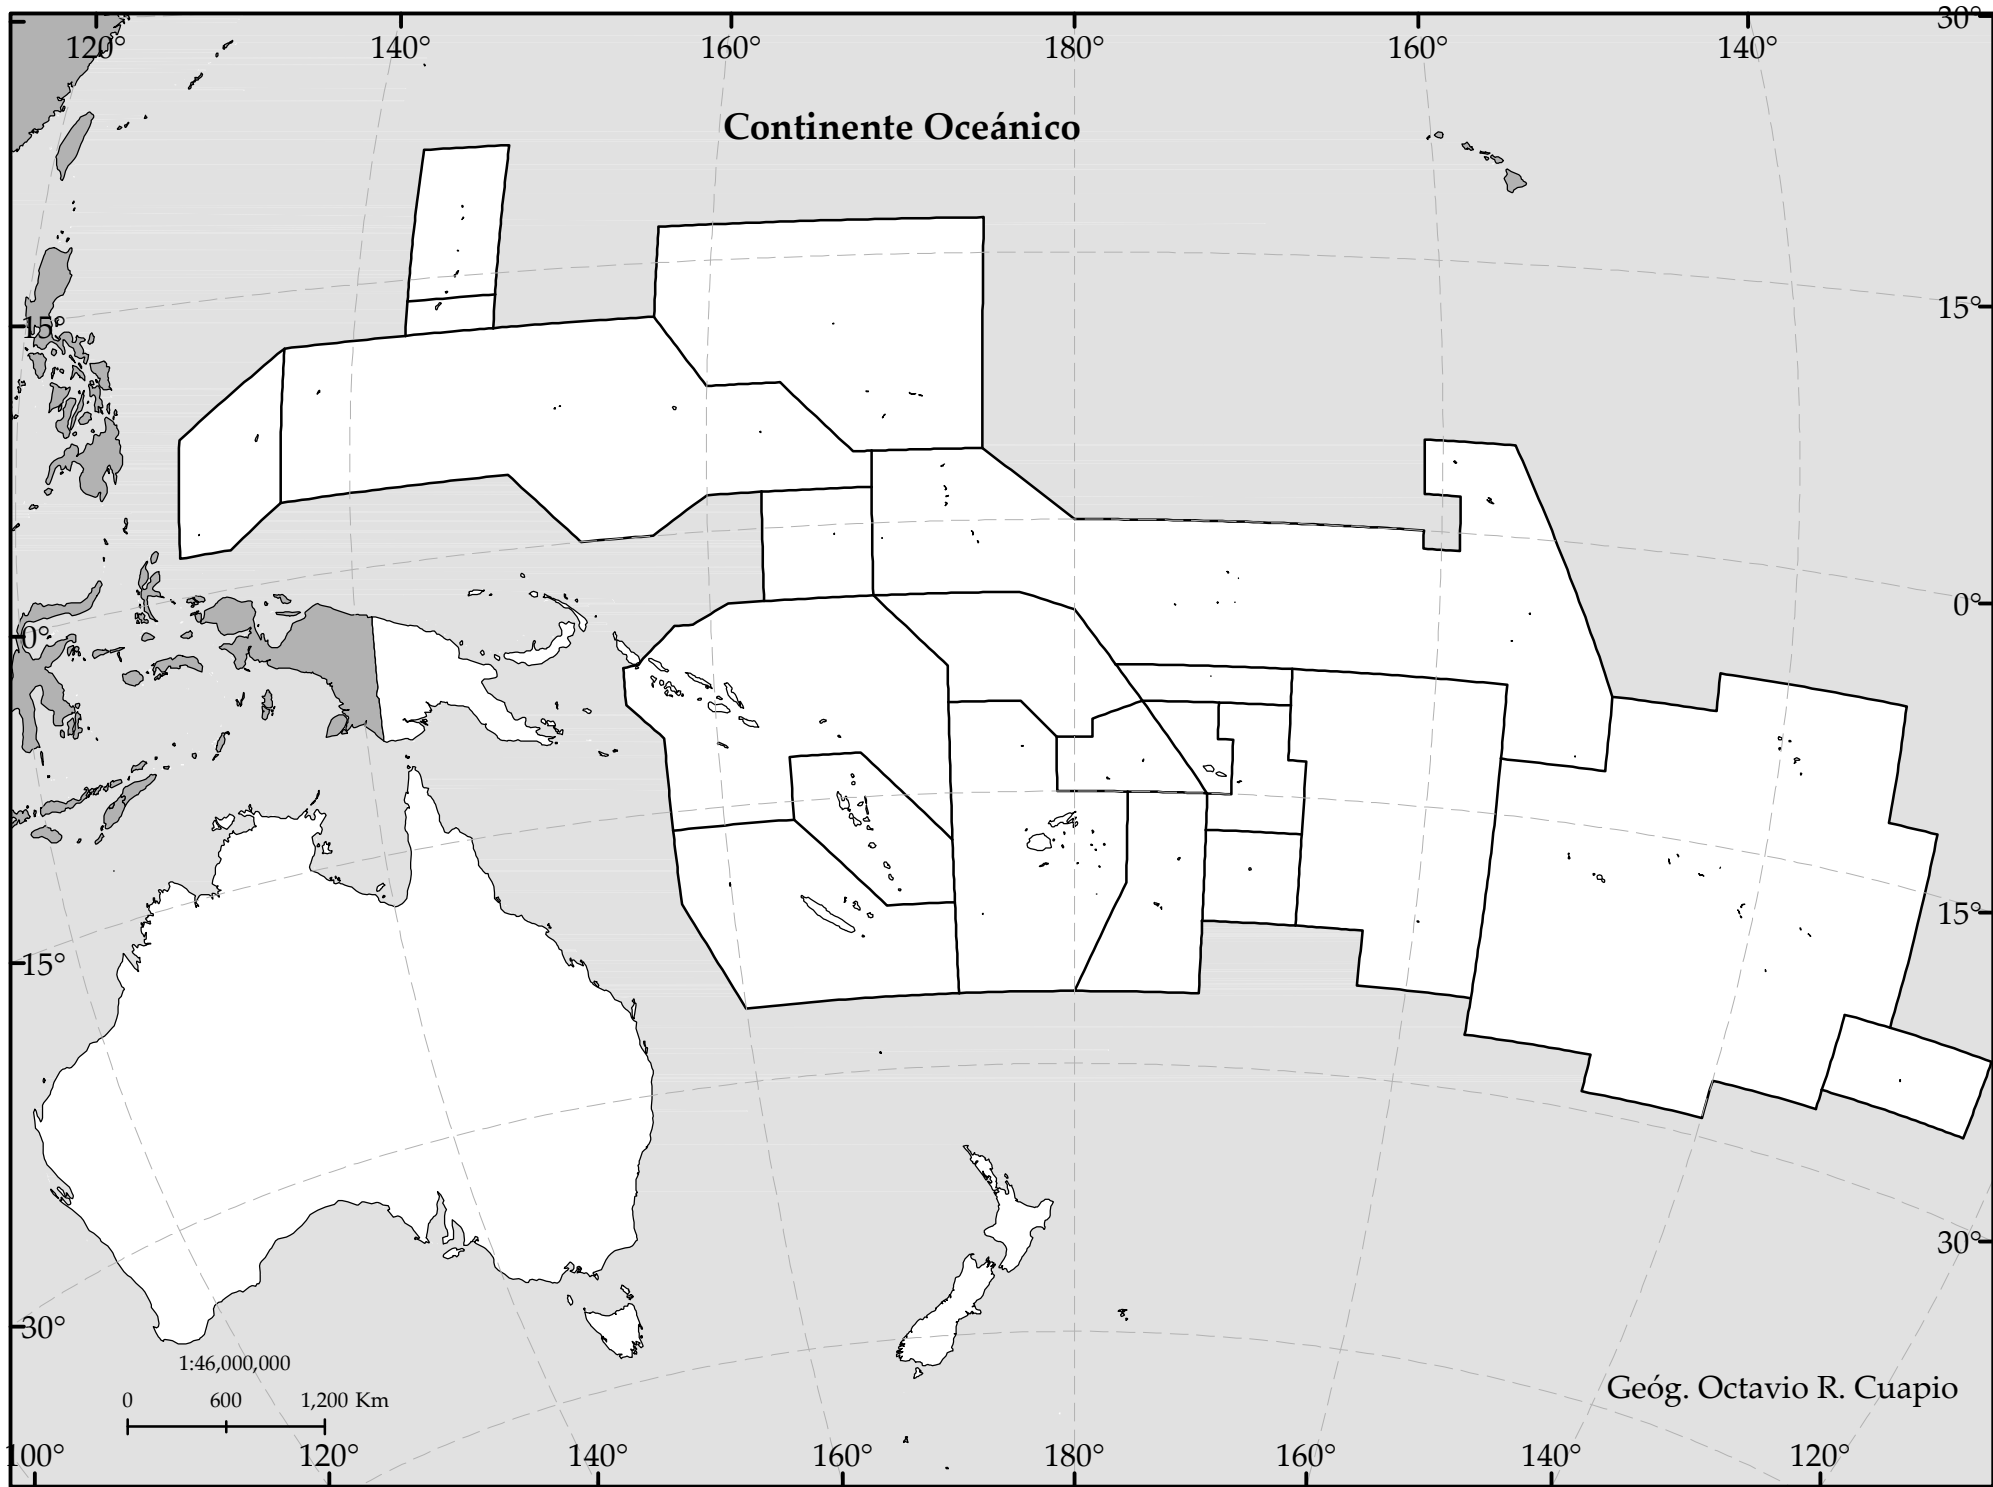 30°
120° 140° 160° 180° 160° 140°
Continente Oceánico
15° 15°
0° 0°
15° 15°
30°
30°
1:46,000,000
0 600 1,200 Km
Geóg. Octavio R. Cuapio
100° 120° 140° 160° 180° 160° 140° 120°